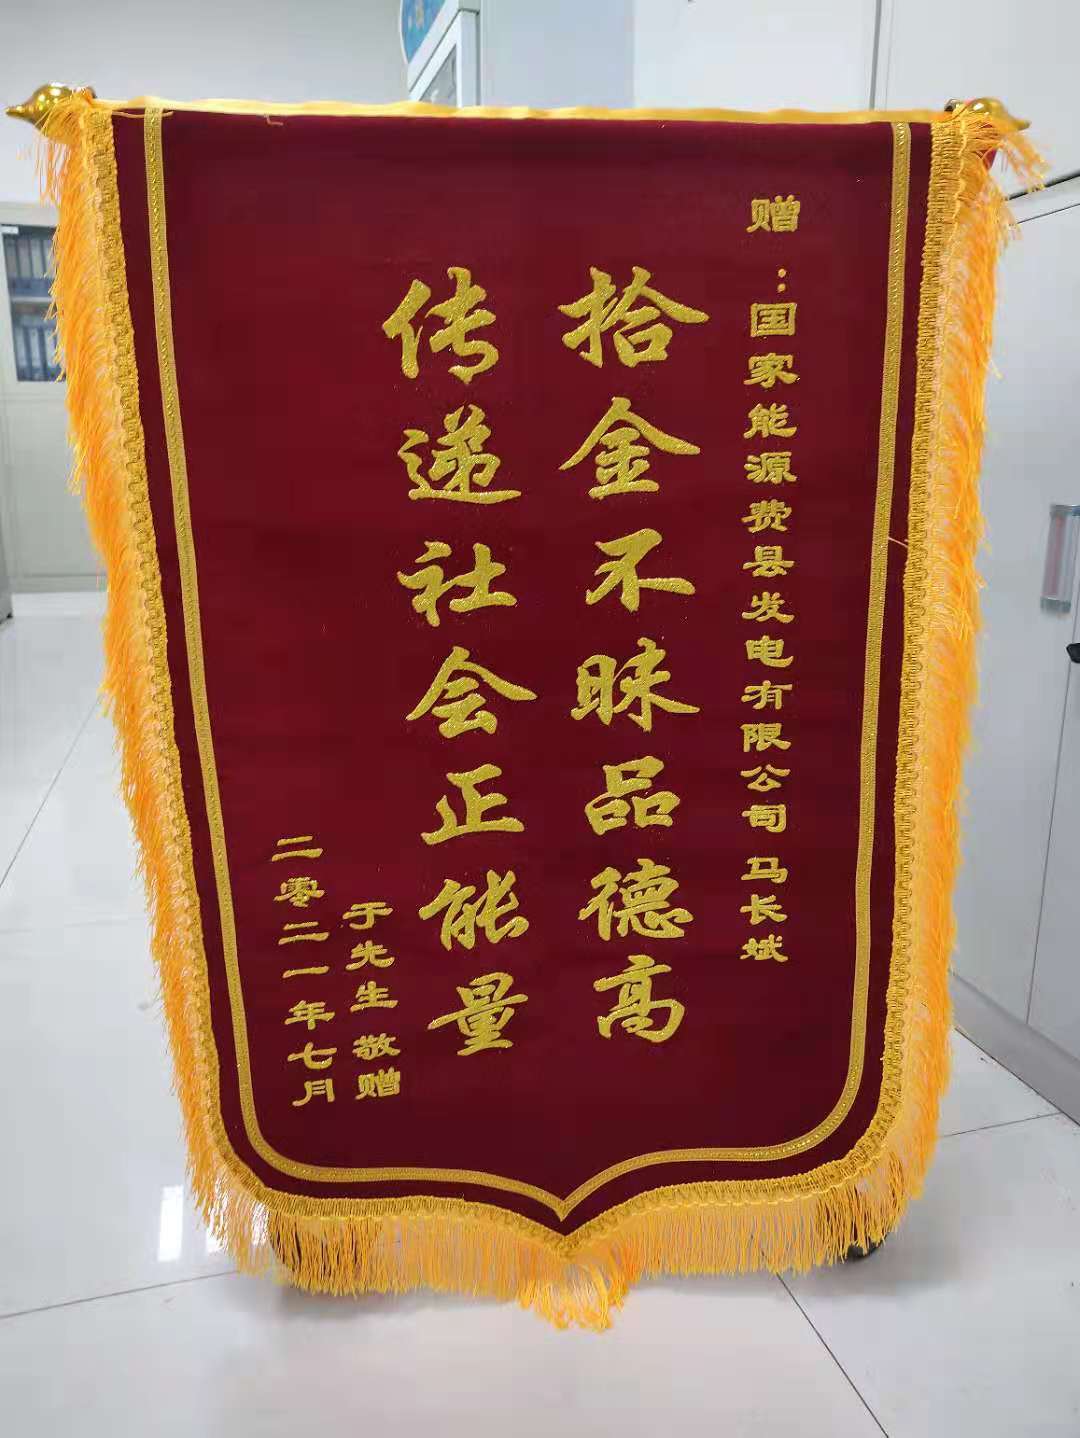 赠：国家能源费县发电有限公司 马长斌
拾金不昧品德高
传递社会正能量
于先生 敬赠
二零二一年七月